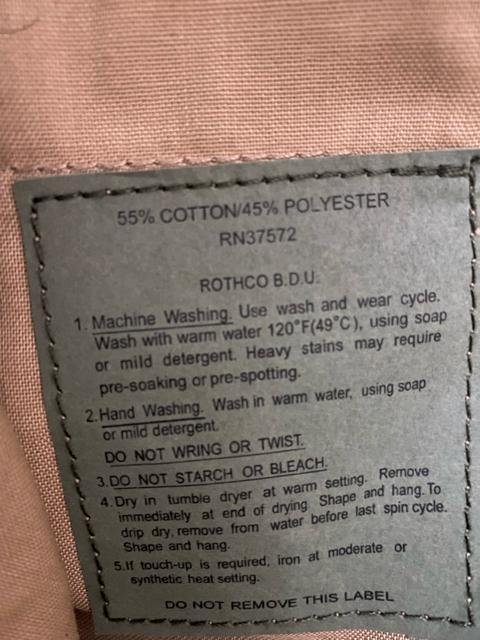 55% COTTON/45% POLYESTER
RN37572
ROTHCO B.D.U.
1. Machine Washing. Use wash and wear cycle.
Wash with warm water 120°F(49°C), using soap
or mild detergent. Heavy stains may require
pre-soaking or pre-spotting.
2.Hand Washing. Wash in warm water, using soap
or mild detergent.
DO NOT WRING OR TWIST.
3.DO NOT STARCH OR BLEACH.
4.Dry in tumble dryer at warm setting. Remove
immediately at end of drying. Shape and hang.To
drip dry, remove from water before last spin cycle.
Shape and hang.
5.If touch-up is required, iron at moderate or
synthetic heat setting.
DO NOT REMOVE THIS LABEL